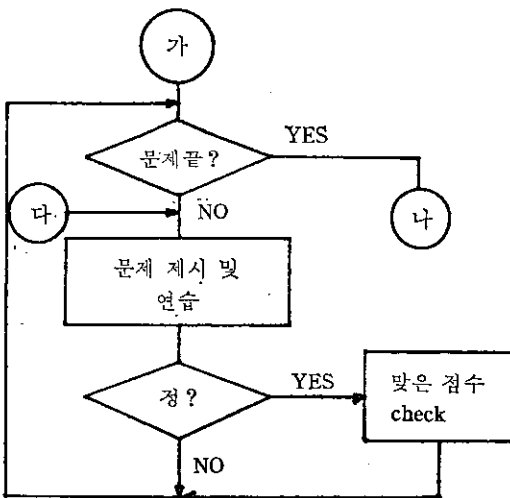 가
문제끝?
YES
나
다
NO
문제 제시 및
연습
정?
YES
맞은 점수
check
NO